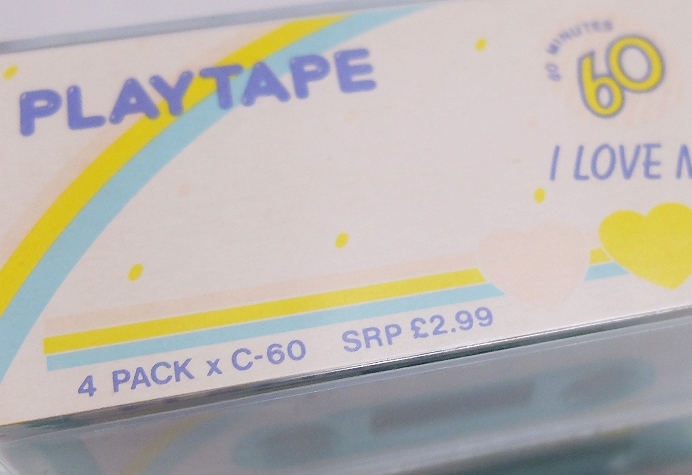 PLAYTAPE
60 MINUTES
60
I LOVE
4 PACK x C-60 SRP £2.99